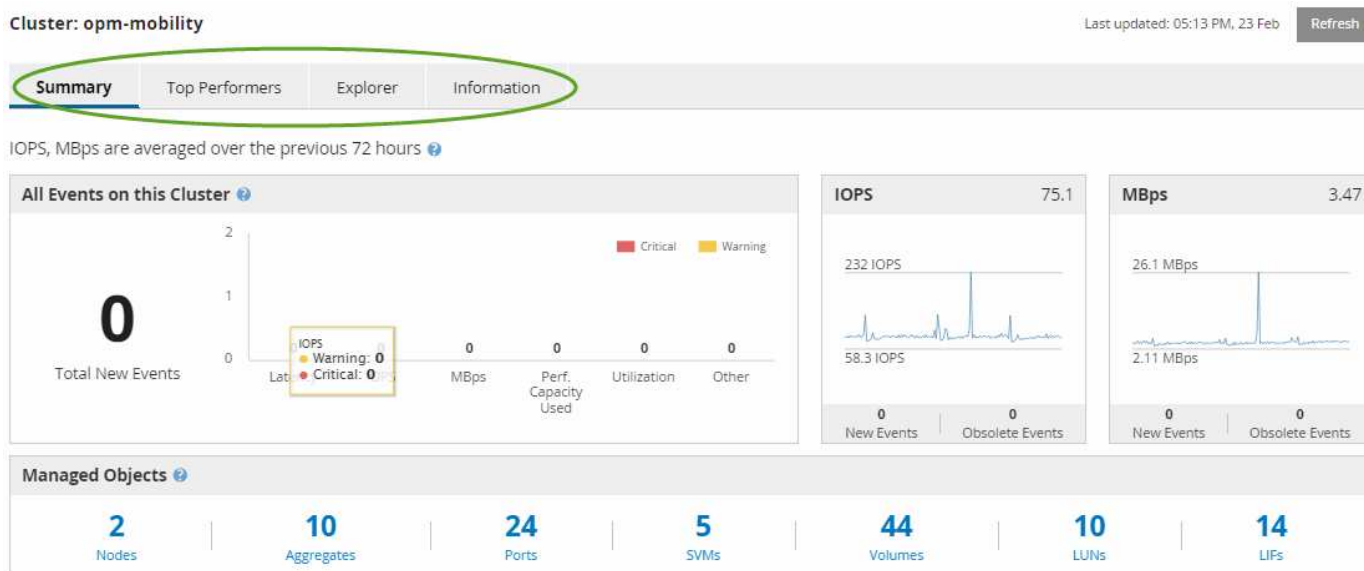 Cluster: opm-mobility
Last updated: 05:13 PM, 23 Feb Refresh
Summary Top Performers Explorer Information
IOPS, MBps are averaged over the previous 72 hours
All Events on this Cluster
2
1
0
Critical Warning
0
Total New Events
IOPS
Warning: 0
Critical: 0
0 0 0 0
MBps Perf. Capacity Used Utilization Other
IOPS 75.1
232 IOPS
58.3 IOPS
0 0
New Events Obsolete Events
MBps 3.47
26.1 MBps
2.11 MBps
0 0
New Events Obsolete Events
Managed Objects
2 10 24 5 44 10 14
Nodes Aggregates Ports SVMs Volumes LUNs LIFs